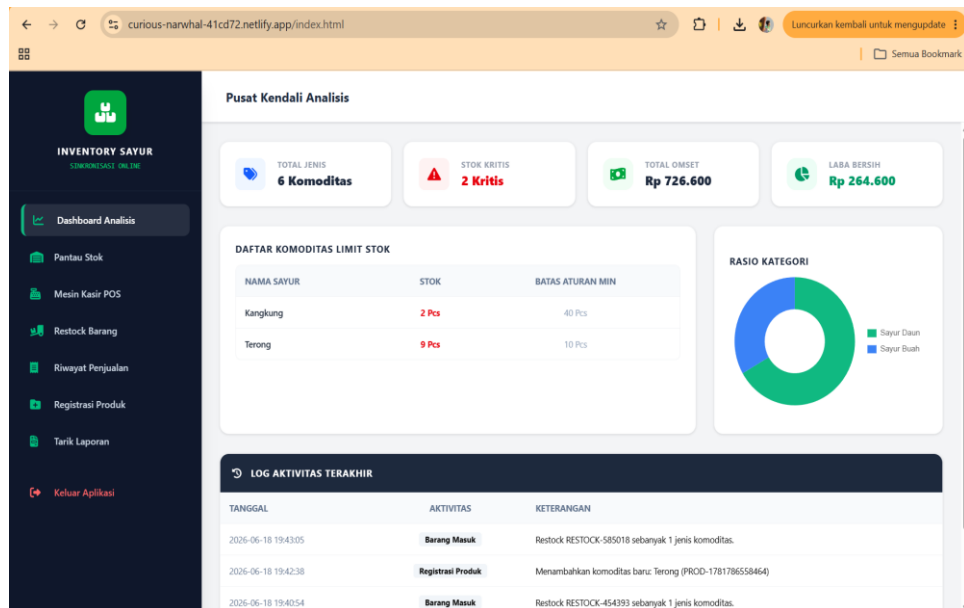 curious-narwhal-41cd72.netlify.app/index.html
Luncurkan kembali untuk mengupdate
Semua Bookmark
INVENTORY SAYUR
SINKRONISASI ONLINE
Dashboard Analisis
Pantau Stok
Mesin Kasir POS
Restock Barang
Riwayat Penjualan
Registrasi Produk
Tarik Laporan
Keluar Aplikasi
Pusat Kendali Analisis
TOTAL JENIS
6 Komoditas
STOK KRITIS
2 Kritis
TOTAL OMSET
Rp 726.600
LABA BERSIH
Rp 264.600
DAFTAR KOMODITAS LIMIT STOK
NAMA SAYUR STOK BATAS ATURAN MIN
Kangkung 2 Pcs 40 Pcs
Terong 9 Pcs 10 Pcs
RASIO KATEGORI
Sayur Daun
Sayur Buah
LOG AKTIVITAS TERAKHIR
TANGGAL AKTIVITAS KETERANGAN
2026-06-18 19:43:05 Barang Masuk Restock RESTOCK-585018 sebanyak 1 jenis komoditas.
2026-06-18 19:42:38 Registrasi Produk Menambahkan komoditas baru: Terong (PROD-1781786558464)
2026-06-18 19:40:54 Barang Masuk Restock RESTOCK-454393 sebanyak 1 jenis komoditas.